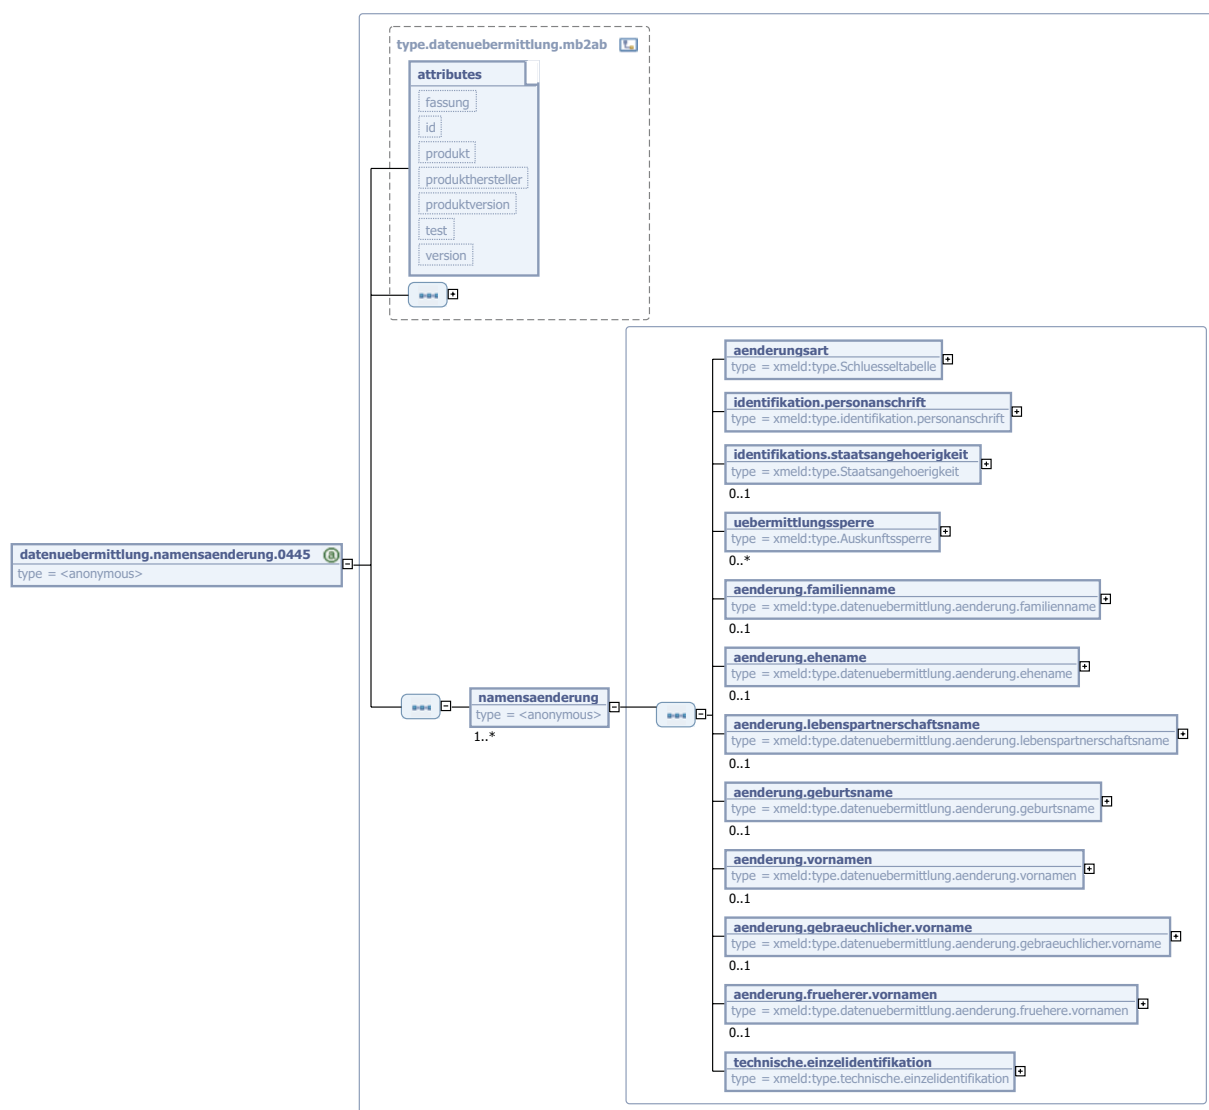 type.datenuebermittlung.mb2ab
attributes
fassung
id
produkt
produkthersteller
produktversion
test
version
datenuebermittlung.namensaenderung.0445
type = <anonymous>
namensaenderung
type = <anonymous>
1..*
aenderungsart
type = xmeld:type.Schluesseltabelle
identifikation.personanschrift
type = xmeld:type.identifikation.personanschrift
identifikations.staatsangehoerigkeit
type = xmeld:type.Staatsangehoerigkeit
0..1
uebermittlungssperre
type = xmeld:type.Auskunftssperre
0..*
aenderung.familienname
type = xmeld:type.datenuebermittlung.aenderung.familienname
0..1
aenderung.ehename
type = xmeld:type.datenuebermittlung.aenderung.ehename
0..1
aenderung.lebenspartnerschaftsname
type = xmeld:type.datenuebermittlung.aenderung.lebenspartnerschaftsname
0..1
aenderung.geburtsname
type = xmeld:type.datenuebermittlung.aenderung.geburtsname
0..1
aenderung.vornamen
type = xmeld:type.datenuebermittlung.aenderung.vornamen
0..1
aenderung.gebraeuchlicher.vorname
type = xmeld:type.datenuebermittlung.aenderung.gebraeuchlicher.vorname
0..1
aenderung.frueherer.vornamen
type = xmeld:type.datenuebermittlung.aenderung.fruehere.vornamen
0..1
technische.einzelidentifikation
type = xmeld:type.technische.einzelidentifikation